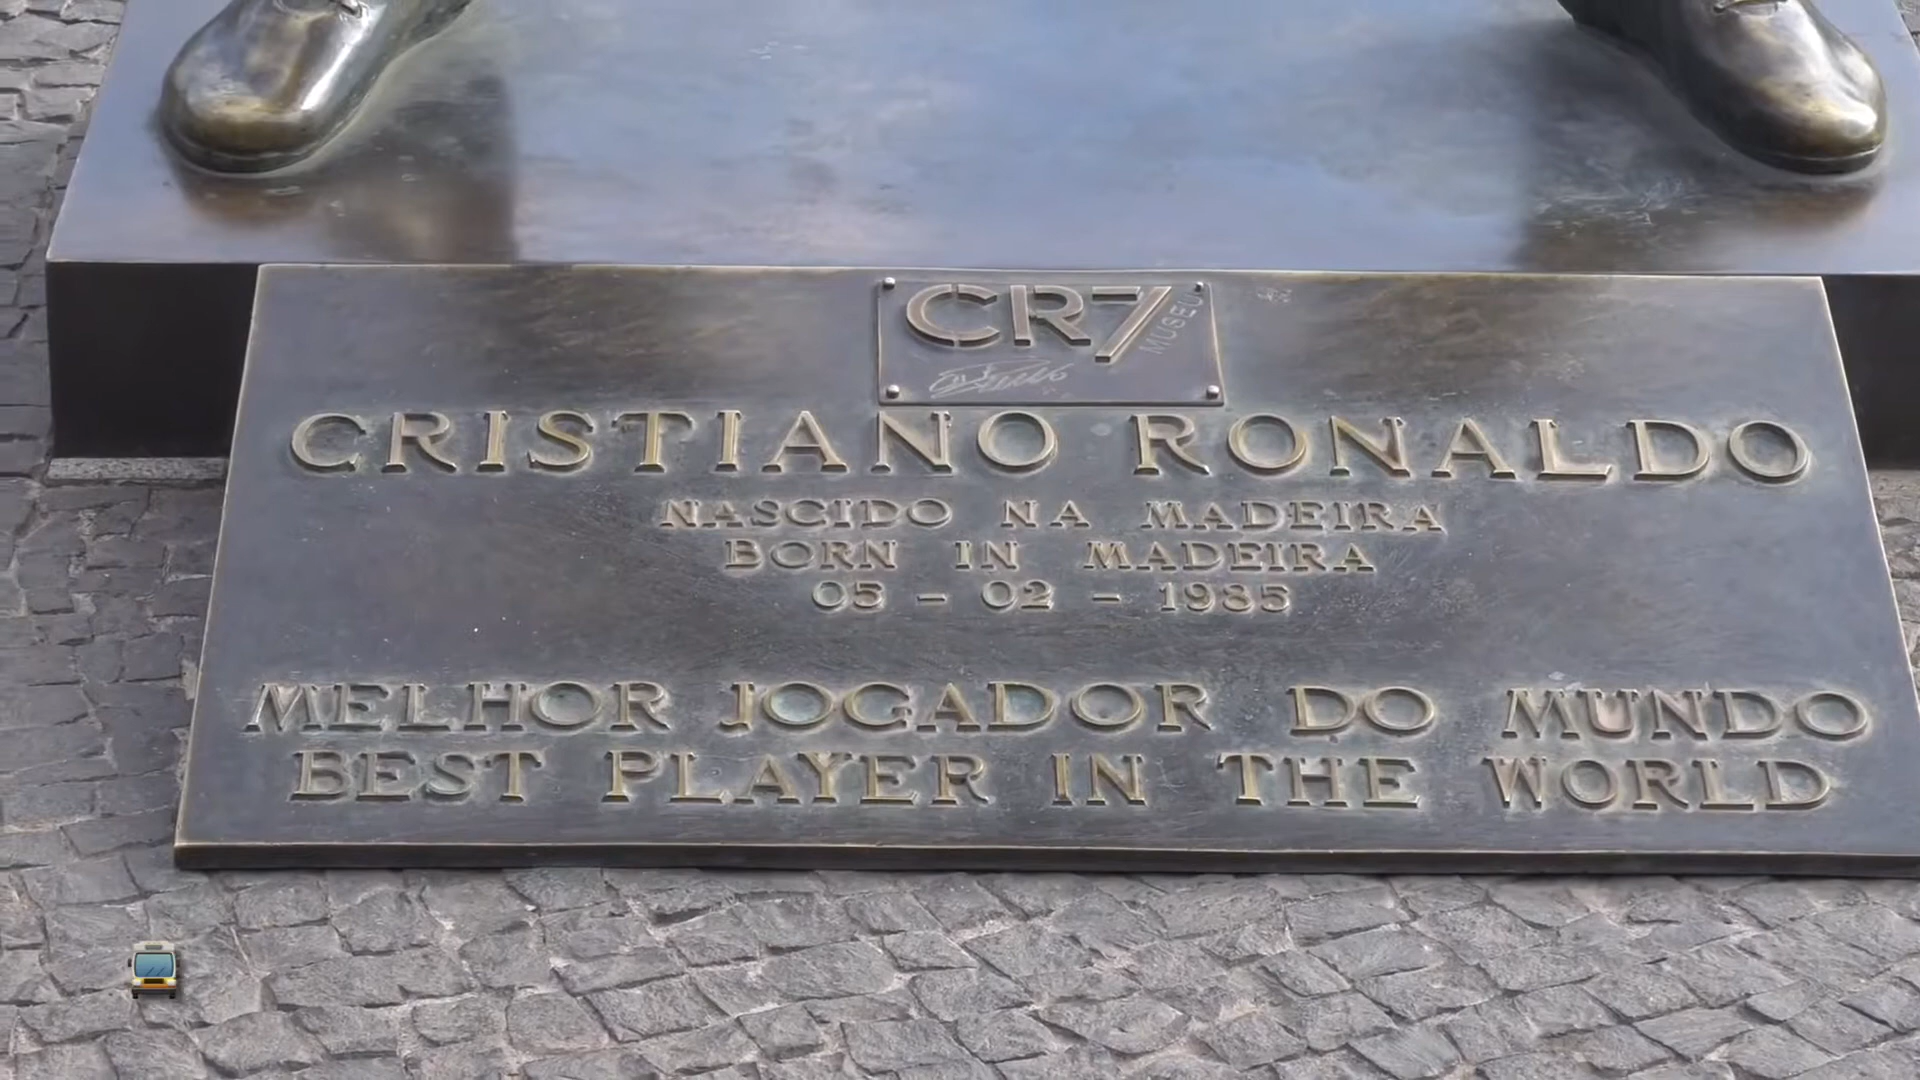 CR7
MUSEU
CRISTIANO RONALDO
NASCIDO NA MADEIRA
BORN IN MADEIRA
05 - 02 - 1985
MELHOR JOGADOR DO MUNDO
BEST PLAYER IN THE WORLD